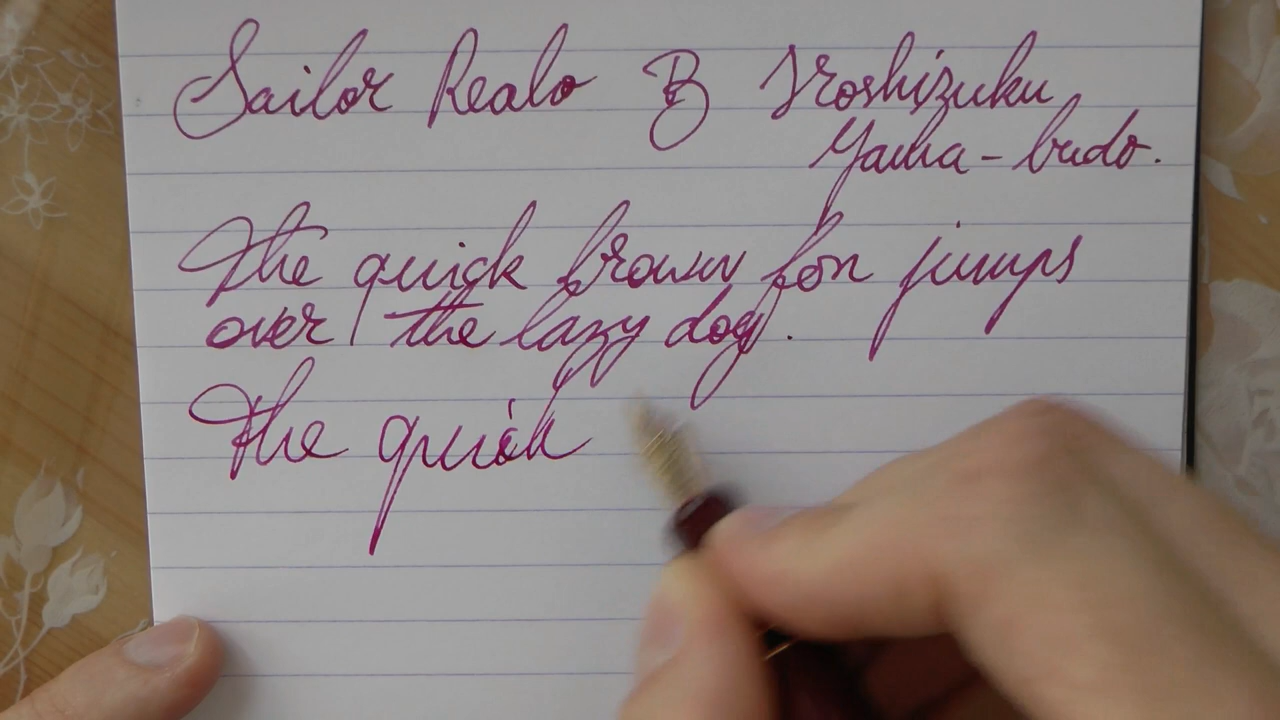 Sailor Realo B Iroshizuku
Yama-budo.
The quick brown fox jumps
over the lazy dog.
The quick